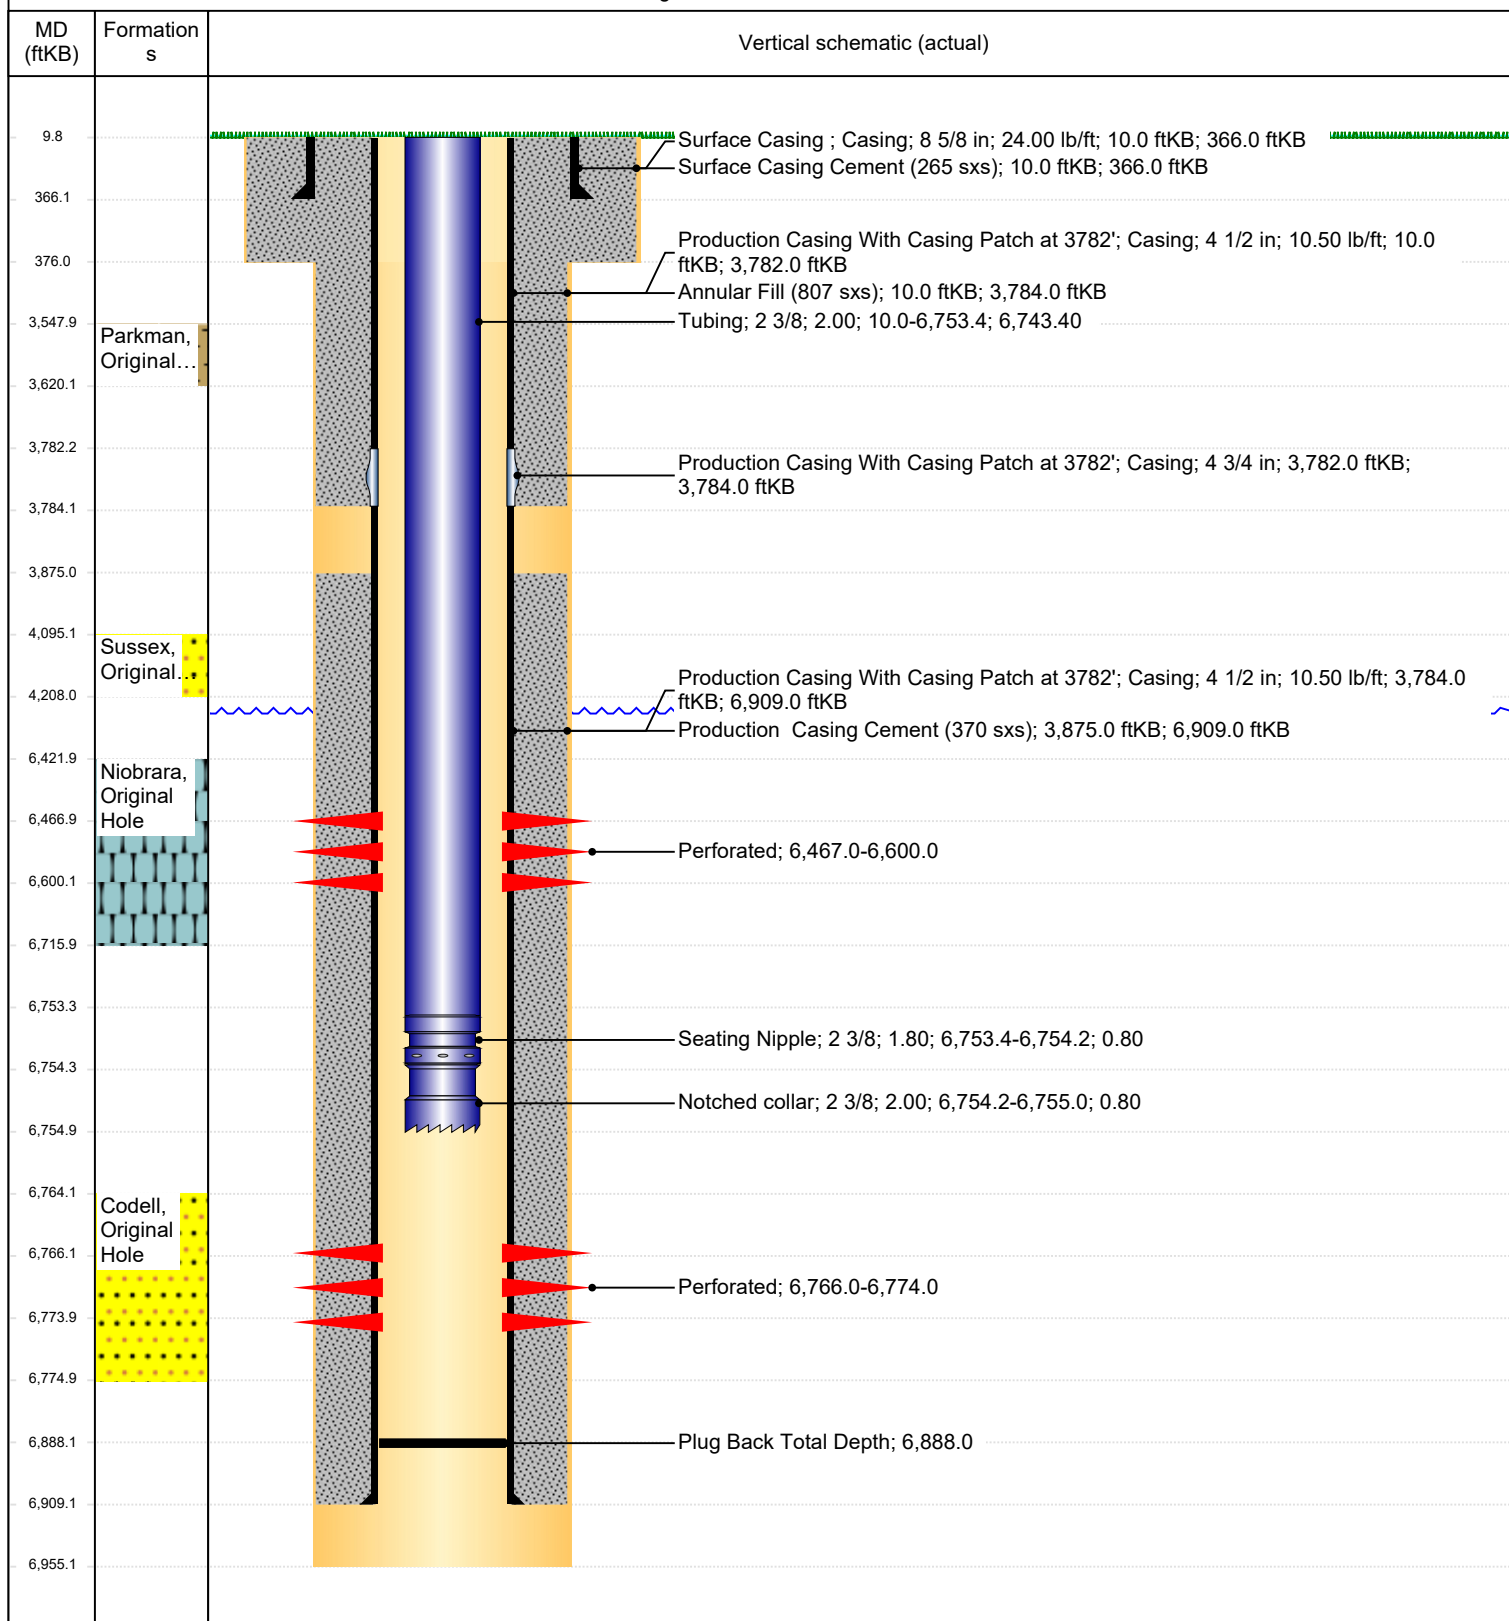 MD
(ftKB)
Formation
s
Vertical schematic (actual)
9.8
Surface Casing ; Casing; 8 5/8 in; 24.00 lb/ft; 10.0 ftKB; 366.0 ftKB
Surface Casing Cement (265 sxs); 10.0 ftKB; 366.0 ftKB
366.1
Production Casing With Casing Patch at 3782'; Casing; 4 1/2 in; 10.50 lb/ft; 10.0
ftKB; 3,782.0 ftKB
376.0
Annular Fill (807 sxs); 10.0 ftKB; 3,784.0 ftKB
Tubing; 2 3/8; 2.00; 10.0-6,753.4; 6,743.40
3,547.9
Parkman,
Original...
3,620.1
3,782.2
Production Casing With Casing Patch at 3782'; Casing; 4 3/4 in; 3,782.0 ftKB;
3,784.0 ftKB
3,784.1
3,875.0
4,095.1
Sussex,
Original...
4,208.0
Production Casing With Casing Patch at 3782'; Casing; 4 1/2 in; 10.50 lb/ft; 3,784.0
ftKB; 6,909.0 ftKB
Production  Casing Cement (370 sxs); 3,875.0 ftKB; 6,909.0 ftKB
6,421.9
Niobrara,
Original
Hole
6,466.9
Perforated; 6,467.0-6,600.0
6,600.1
6,715.9
6,753.3
Seating Nipple; 2 3/8; 1.80; 6,753.4-6,754.2; 0.80
6,754.3
Notched collar; 2 3/8; 2.00; 6,754.2-6,755.0; 0.80
6,754.9
6,764.1
Codell,
Original
Hole
6,766.1
Perforated; 6,766.0-6,774.0
6,773.9
6,774.9
6,888.1
Plug Back Total Depth; 6,888.0
6,909.1
6,955.1